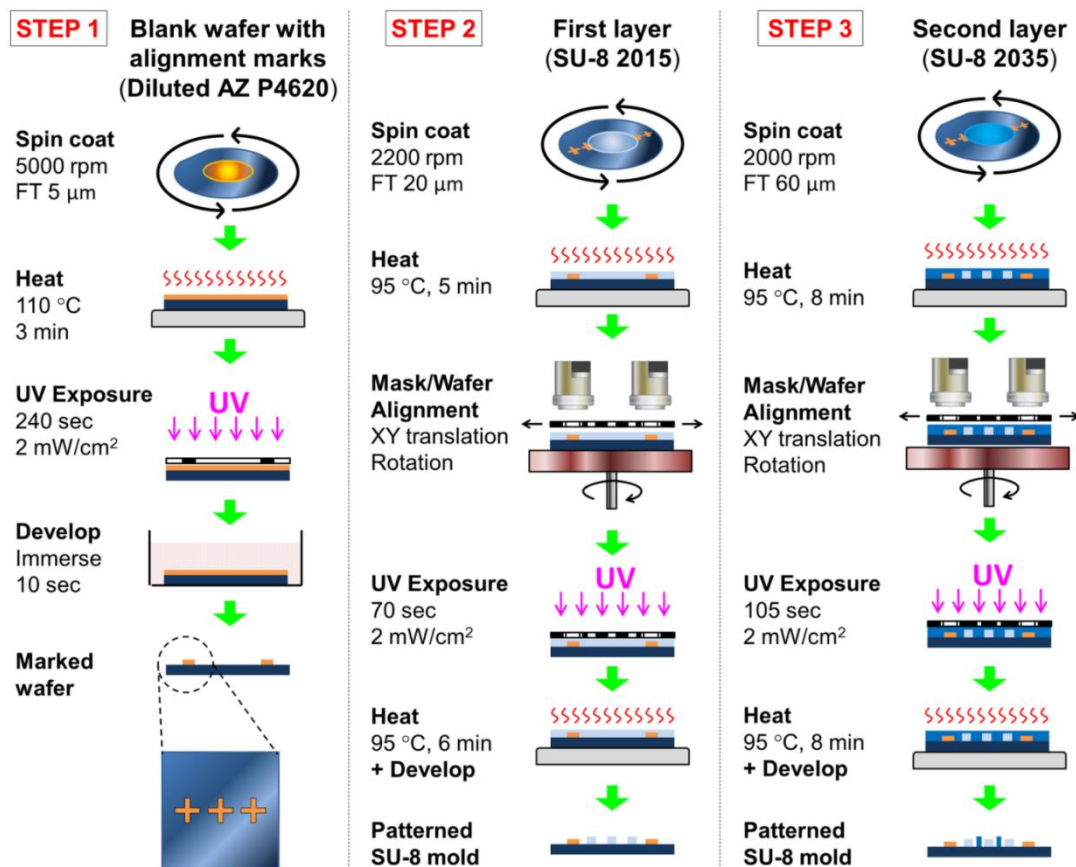 STEP 1
Blank wafer with
alignment marks
(Diluted AZ P4620)
Spin coat
5000 rpm
FT 5 µm
Heat
110 °C
3 min
UV Exposure
240 sec
2 mW/cm²
UV
Develop
Immerse
10 sec
Marked
wafer
STEP 2
First layer
(SU-8 2015)
Spin coat
2200 rpm
FT 20 µm
Heat
95 °C, 5 min
Mask/Wafer
Alignment
XY translation
Rotation
UV Exposure
70 sec
2 mW/cm²
UV
Heat
95 °C, 6 min
+ Develop
Patterned
SU-8 mold
STEP 3
Second layer
(SU-8 2035)
Spin coat
2000 rpm
FT 60 µm
Heat
95 °C, 8 min
Mask/Wafer
Alignment
XY translation
Rotation
UV Exposure
105 sec
2 mW/cm²
UV
Heat
95 °C, 8 min
+ Develop
Patterned
SU-8 mold